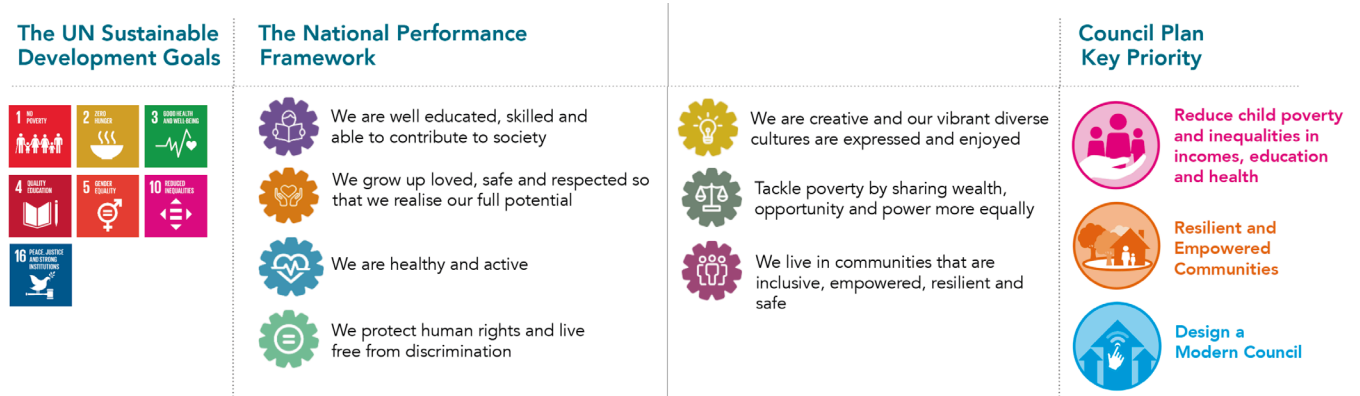 The UN Sustainable
Development Goals
1 NO
POVERTY
2 ZERO
HUNGER
3 GOOD HEALTH
AND WELL-BEING
4 QUALITY
EDUCATION
5 GENDER
EQUALITY
10 REDUCED
INEQUALITIES
16 PEACE, JUSTICE
AND STRONG
INSTITUTIONS
The National Performance
Framework
We are well educated, skilled and
able to contribute to society
We grow up loved, safe and respected so
that we realise our full potential
We are healthy and active
We protect human rights and live
free from discrimination
We are creative and our vibrant diverse
cultures are expressed and enjoyed
Tackle poverty by sharing wealth,
opportunity and power more equally
We live in communities that are
inclusive, empowered, resilient and
safe
Council Plan
Key Priority
Reduce child poverty
and inequalities in
incomes, education
and health
Resilient and
Empowered
Communities
Design a
Modern Council